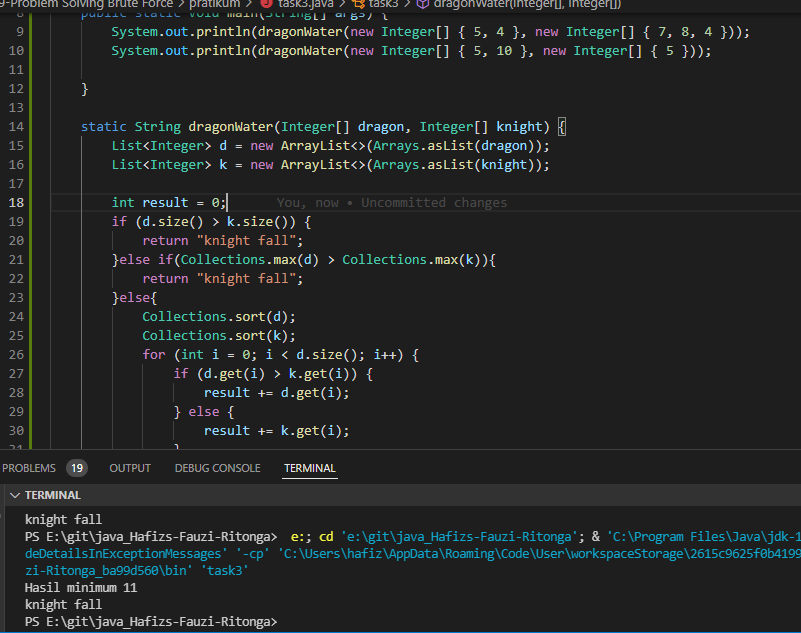 9-Problem Solving Brute Force > pratikum > task3.java > task3 > dragonWater(Integer[], Integer[])
8 public static void main(String[] args) {
9 System.out.println(dragonWater(new Integer[] { 5, 4 }, new Integer[] { 7, 8, 4 }));
10 System.out.println(dragonWater(new Integer[] { 5, 10 }, new Integer[] { 5 }));
11
12 }
13
14 static String dragonWater(Integer[] dragon, Integer[] knight) {
15 List<Integer> d = new ArrayList<>(Arrays.asList(dragon));
16 List<Integer> k = new ArrayList<>(Arrays.asList(knight));
17
18 int result = 0; You, now • Uncommitted changes
19 if (d.size() > k.size()) {
20 return "knight fall";
21 }else if(Collections.max(d) > Collections.max(k)){
22 return "knight fall";
23 }else{
24 Collections.sort(d);
25 Collections.sort(k);
26 for (int i = 0; i < d.size(); i++) {
27 if (d.get(i) > k.get(i)) {
28 result += d.get(i);
29 } else {
30 result += k.get(i);
31 }
PROBLEMS 19 OUTPUT DEBUG CONSOLE TERMINAL
TERMINAL
knight fall
PS E:\git\java_Hafizs-Fauzi-Ritonga> e:; cd 'e:\git\java_Hafizs-Fauzi-Ritonga'; & 'C:\Program Files\Java\jdk-1
deDetailsInExceptionMessages' '-cp' 'C:\Users\hafiz\AppData\Roaming\Code\User\workspaceStorage\2615c9625f0b4199
zi-Ritonga_ba99d560\bin' 'task3'
Hasil minimum 11
knight fall
PS E:\git\java_Hafizs-Fauzi-Ritonga>